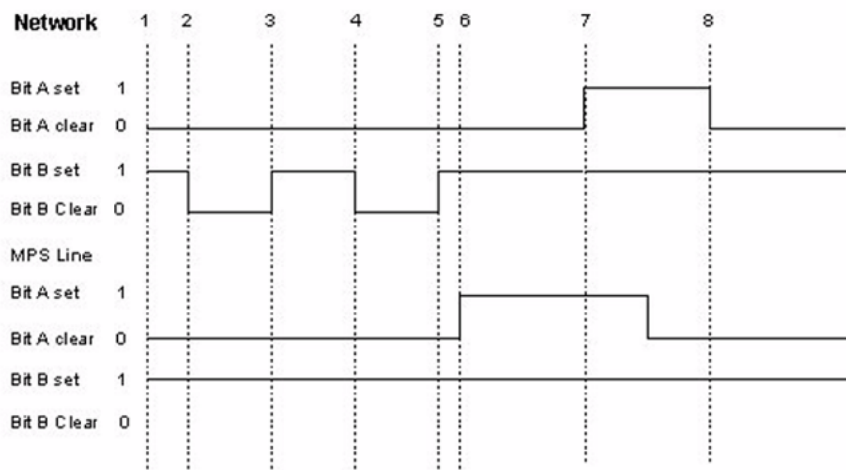 Network 1 2 3 4 5 6 7 8
Bit A set 1
Bit A clear 0
Bit B set 1
Bit B Clear 0
MPS Line
Bit A set 1
Bit A clear 0
Bit B set 1
Bit B Clear 0